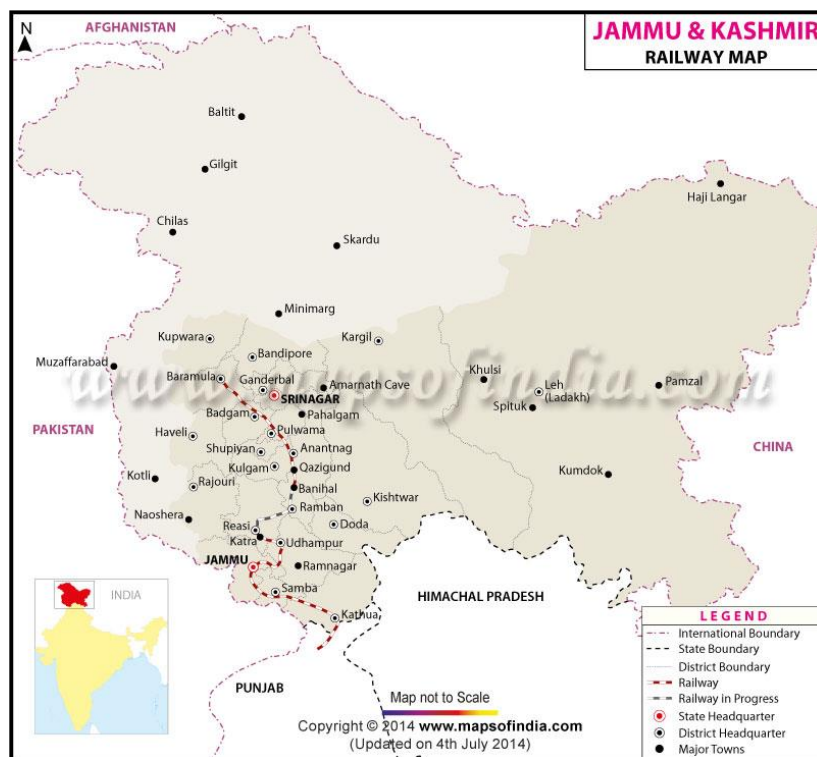 JAMMU & KASHMIR
RAILWAY MAP
AFGHANISTAN
N
Baltit
Gilgit
Haji Langar
Chilas
Skardu
Minimarg
Kupwara
Kargil
Bandipore
Muzaffarabad
www.mapsofindia.com
Baramula
Ganderbal
Amarnath Cave
Khulsi
Leh
(Ladakh)
Pamzal
SRINAGAR
Spituk
Badgam
Pahalgam
PAKISTAN
Haveli
Pulwama
CHINA
Shupiyan
Anantnag
Kulgam
Qazigund
Kotli
Kumdok
Rajouri
Banihal
Kishtwar
Ramban
Naoshera
Reasi
Doda
Katra
Udhampur
JAMMU
Ramnagar
Samba
HIMACHAL PRADESH
INDIA
Kathua
LEGEND
International Boundary
State Boundary
District Boundary
Railway
Railway in Progress
State Headquarter
District Headquarter
Major Towns
PUNJAB
Map not to Scale
Copyright © 2014 www.mapsofindia.com
(Updated on 4th July 2014)